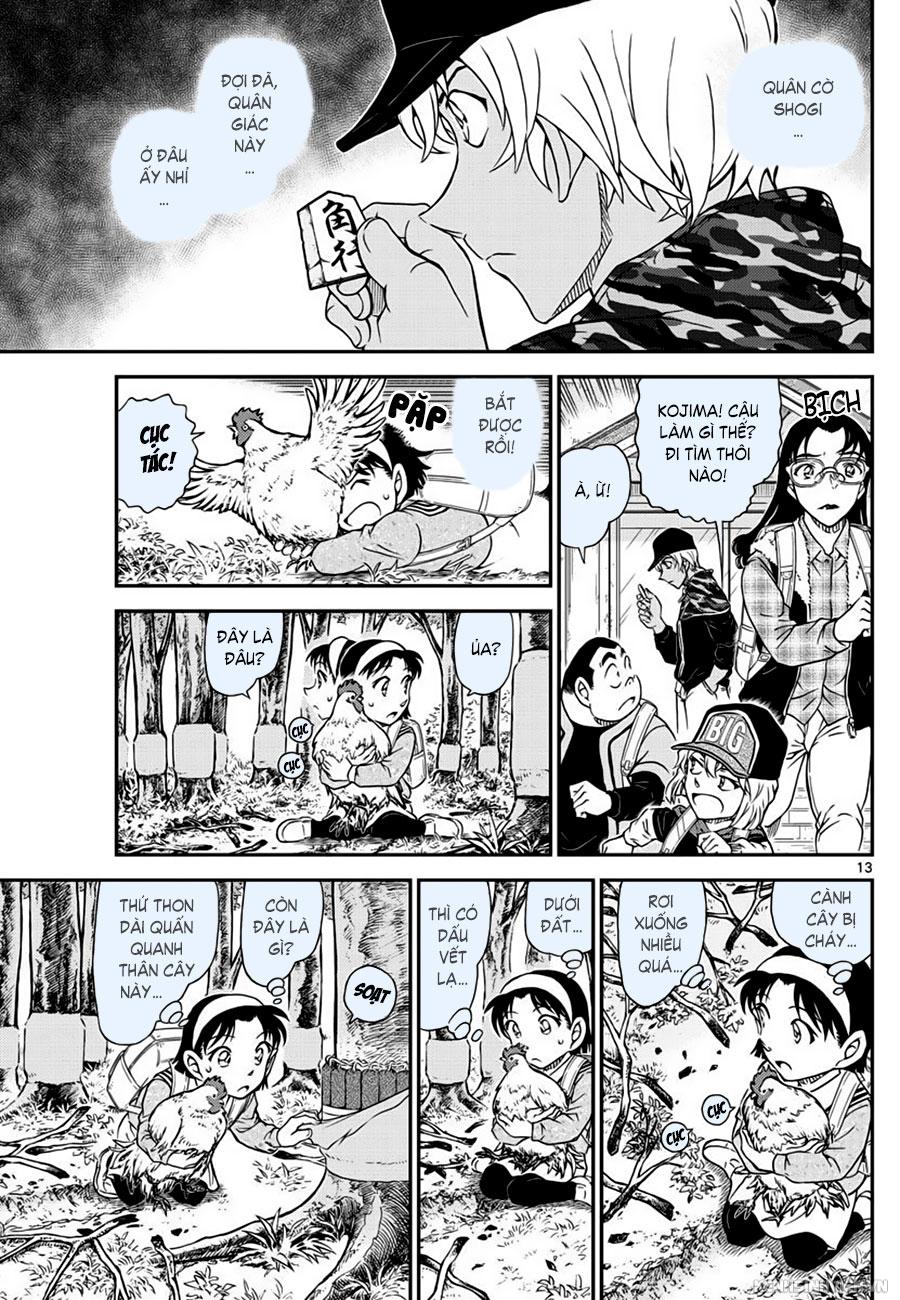 QUÂN CỜ
SHOGI
...
ĐỢI ĐÃ,
QUÂN
GIÁC
NÀY
...
Ở ĐÂU
ẤY NHỈ
...
角行
BỊCH
KOJIMA! CẬU
LÀM GÌ THẾ?
ĐI TÌM THÔI
NÀO!
À, Ừ!
BIG
BẮT
ĐƯỢC
RỒI!
PẶP
CỤC
TÁC!
ỦA?
ĐÂY LÀ
ĐÂU?
CỤC
CỤC
13
CÀNH
CÂY BỊ
CHÁY...
RƠI
XUỐNG
NHIỀU
QUÁ...
CỤC
CỤC
DƯỚI
ĐẤT...
THÌ CÓ
DẤU
VẾT
LẠ...
SOẠT
CÒN
ĐÂY LÀ
GÌ?
THỨ THON
DÀI QUẤN
QUANH
THÂN CÂY
NÀY...